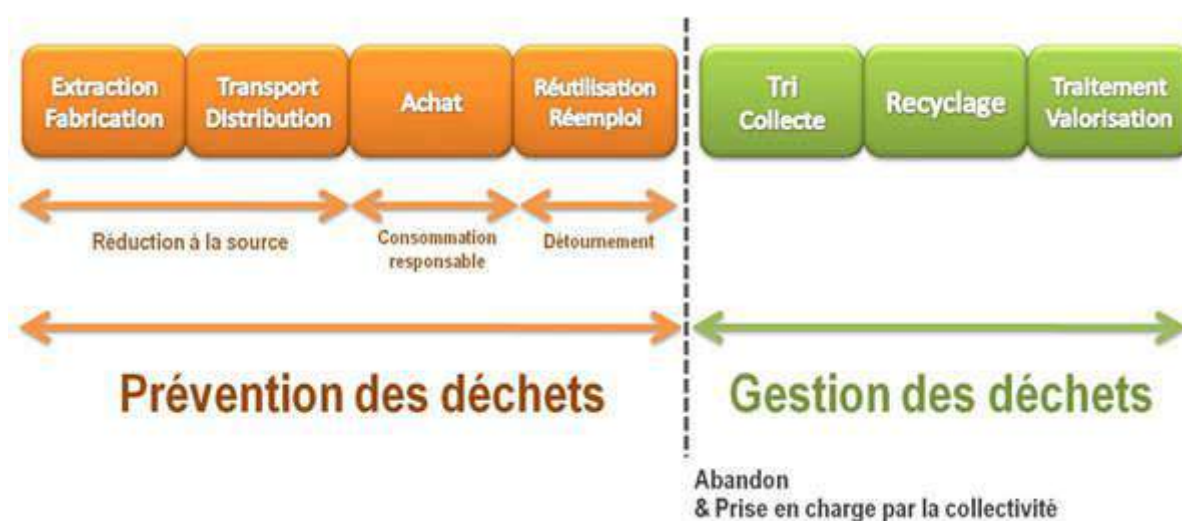 Extraction
Fabrication
Transport
Distribution
Achat
Réutilisation
Réemploi
Tri
Collecte
Recyclage
Traitement
Valorisation
Réduction à la source
Consommation
responsable
Détournement
Prévention des déchets
Gestion des déchets
Abandon
& Prise en charge par la collectivité